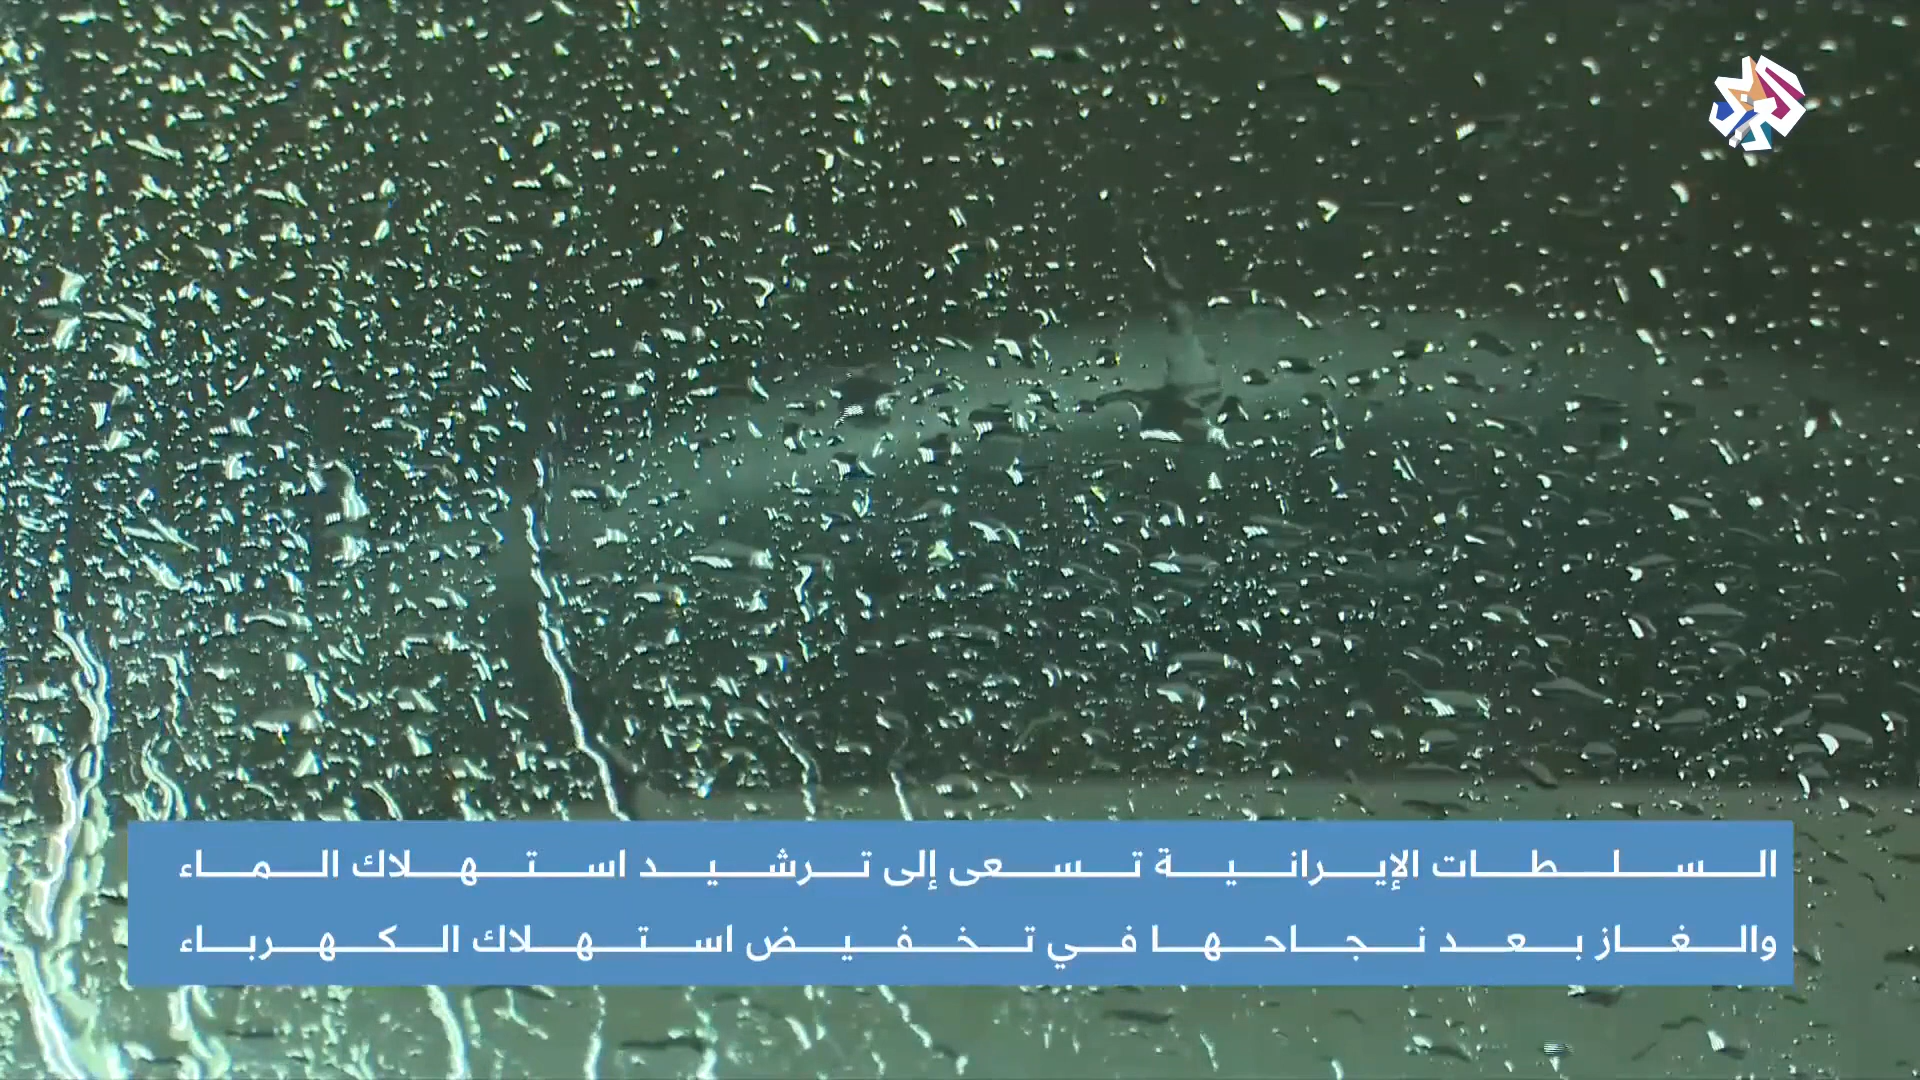 السلطات الإيرانية تسعى إلى ترشيد استهلاك الماء
والغاز بعد نجاحها في تخفيض استهلاك الكهرباء